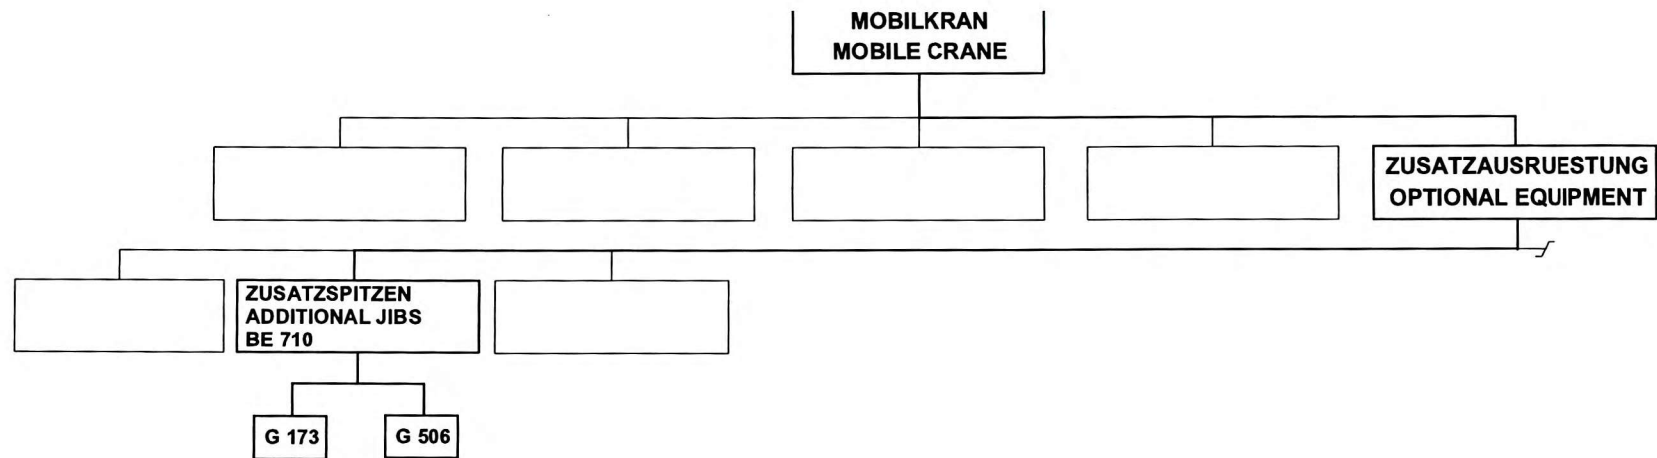 MOBILKRAN
MOBILE CRANE
ZUSATZAUSRUESTUNG
OPTIONAL EQUIPMENT
ZUSATZSPITZEN
ADDITIONAL JIBS
BE 710
G 173
G 506